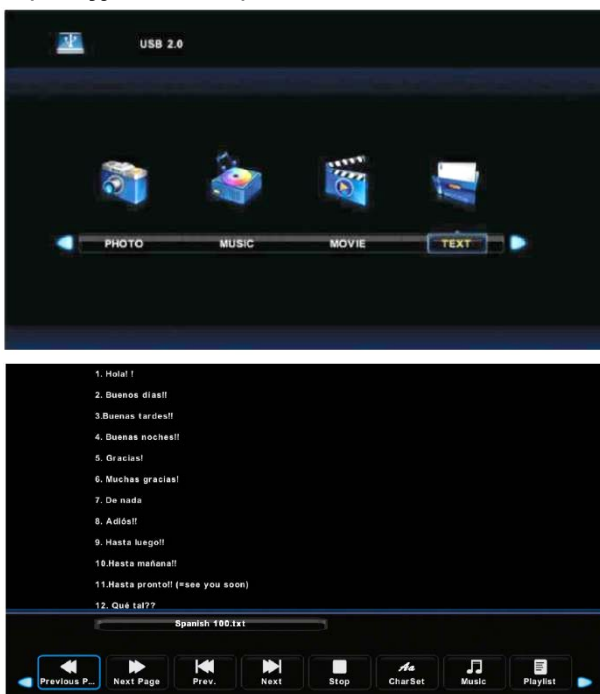 USB 2.0
PHOTO MUSIC MOVIE TEXT
1. Hola! !
2. Buenos días!!
3.Buenas tardes!!
4. Buenas noches!!
5. Gracias!
6. Muchas gracias!
7. De nada
8. Adiós!!
9. Hasta luego!!
10.Hasta mañana!!
11.Hasta pronto!! (=see you soon)
12. Qué tal??
Spanish 100.txt
Previous P... Next Page Prev. Next Stop CharSet Music Playlist